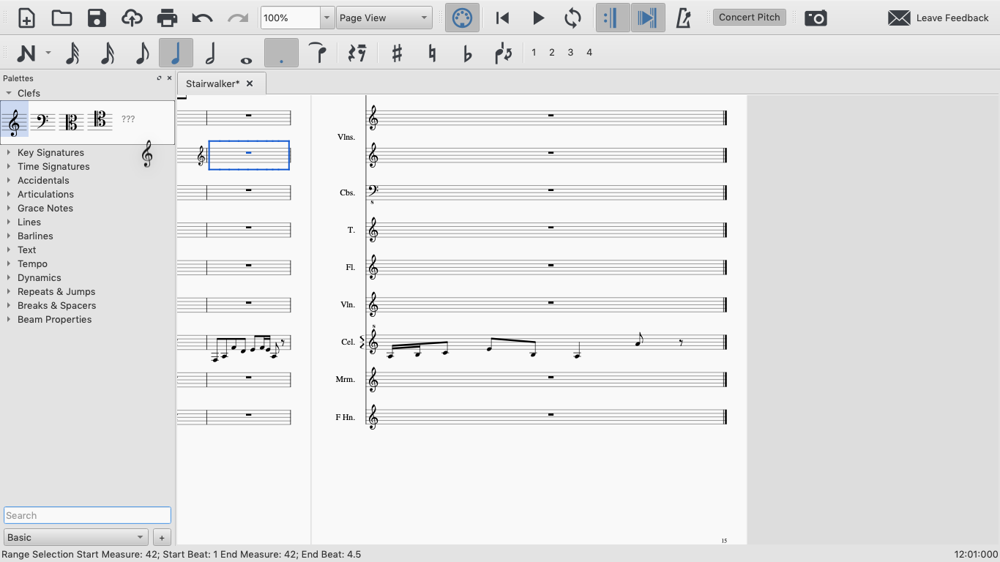 100%
Page View
Concert Pitch
Leave Feedback
1 2 3 4
Palettes
Stairwalker*
Clefs
???
Key Signatures
Time Signatures
Accidentals
Articulations
Grace Notes
Lines
Barlines
Text
Tempo
Dynamics
Repeats & Jumps
Breaks & Spacers
Beam Properties
Vlns.
Cbs.
8
T.
Fl.
Vln.
8
Cel.
Mrm.
F Hn.
15
Search
Basic
+
Range Selection Start Measure: 42; Start Beat: 1 End Measure: 42; End Beat: 4.5
12:01:000